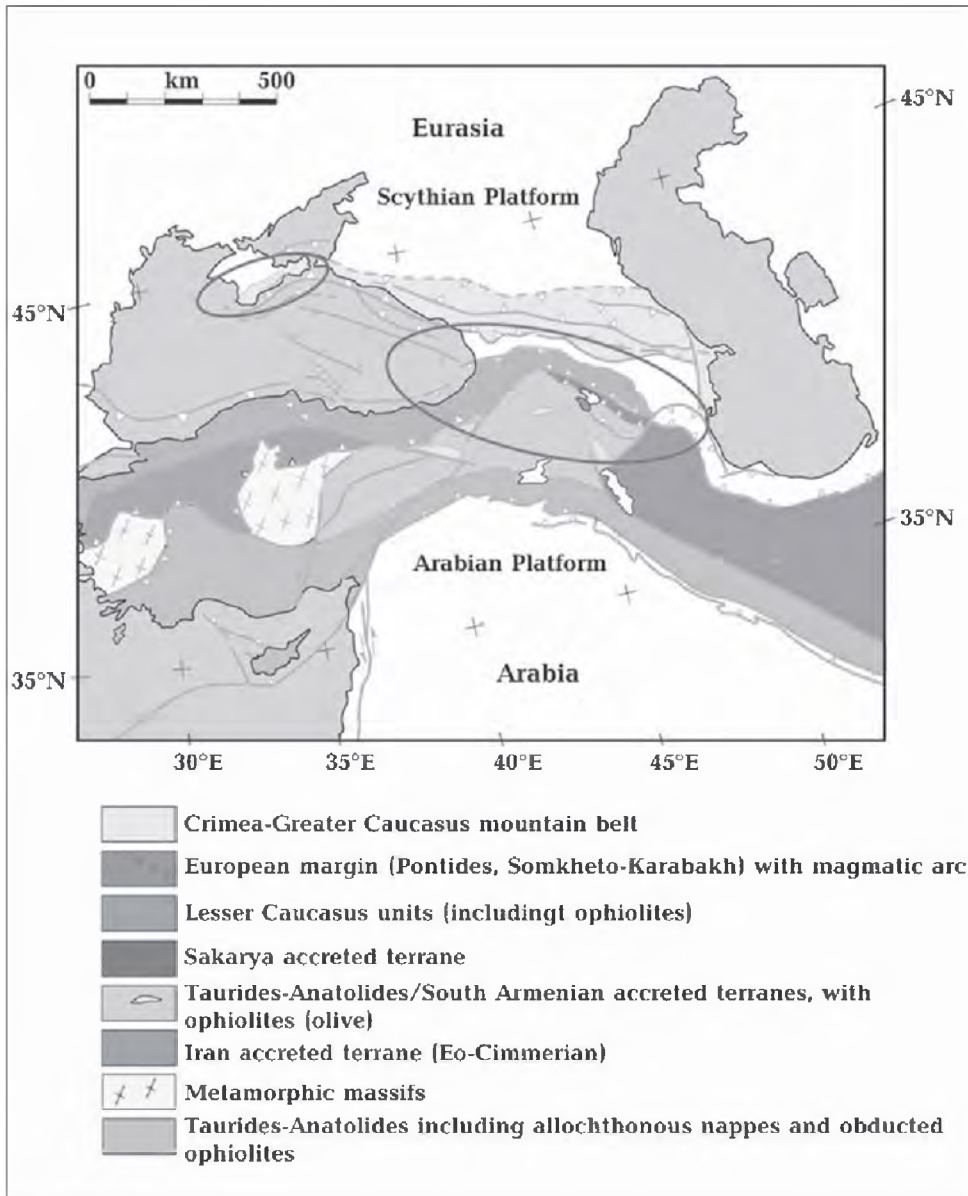 0 km 500
45°N
Eurasia
Scythian Platform
45°N
35°N
Arabian Platform
Arabia
35°N
30°E 35°E 40°E 45°E 50°E
Crimea-Greater Caucasus mountain belt
European margin (Pontides, Somkheto-Karabakh) with magmatic arc
Lesser Caucasus units (includingt ophiolites)
Sakarya accreted terrane
Taurides-Anatolides/South Armenian accreted terranes, with
ophiolites (olive)
Iran accreted terrane (Eo-Cimmerian)
Metamorphic massifs
Taurides-Anatolides including allochthonous nappes and obducted
ophiolites